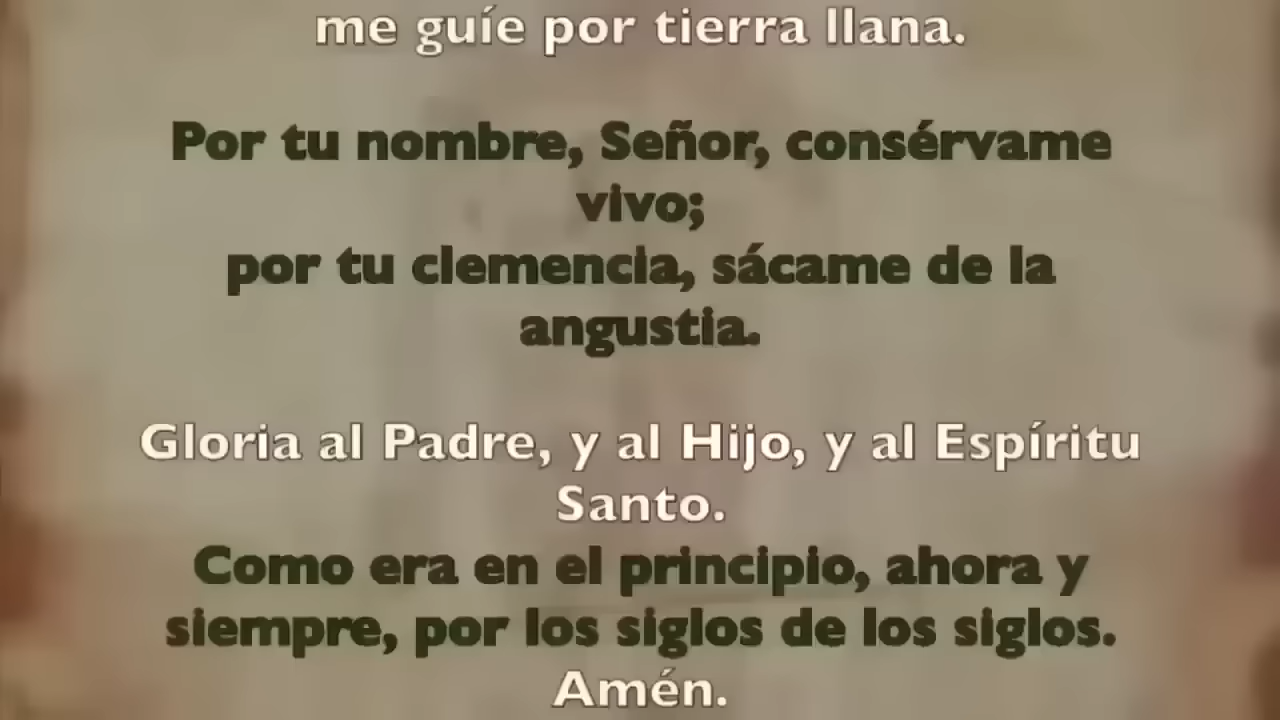 me guíe por tierra llana.
Por tu nombre, Señor, consérvame
vivo;
por tu clemencia, sácame de la
angustia.
Gloria al Padre, y al Hijo, y al Espíritu
Santo.
Como era en el principio, ahora y
siempre, por los siglos de los siglos.
Amén.